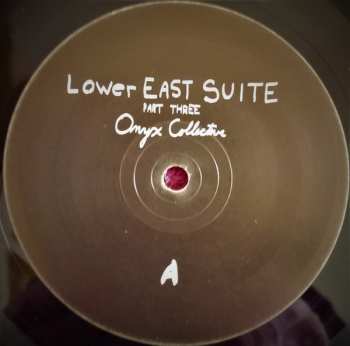 Lower EAST SUITE
PART THREE
Onyx Collective
A